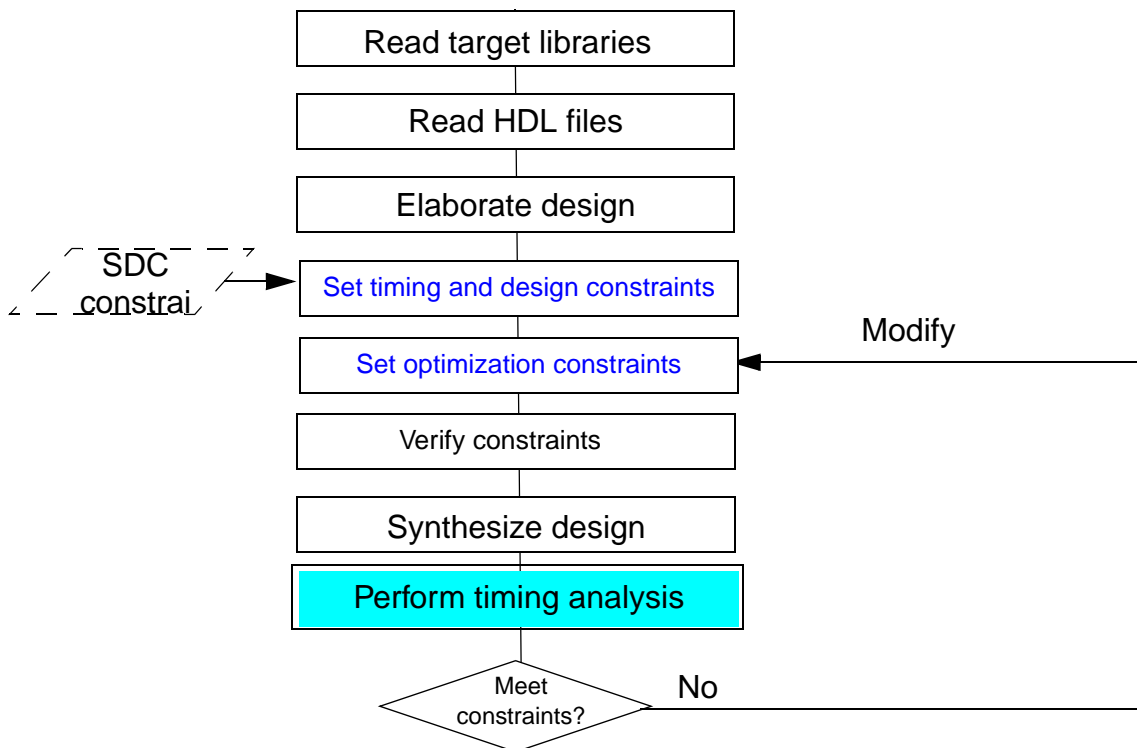 Read target libraries
Read HDL files
Elaborate design
SDC
constrai
Set timing and design constraints
Modify
Set optimization constraints
Verify constraints
Synthesize design
Perform timing analysis
Meet
constraints?
No